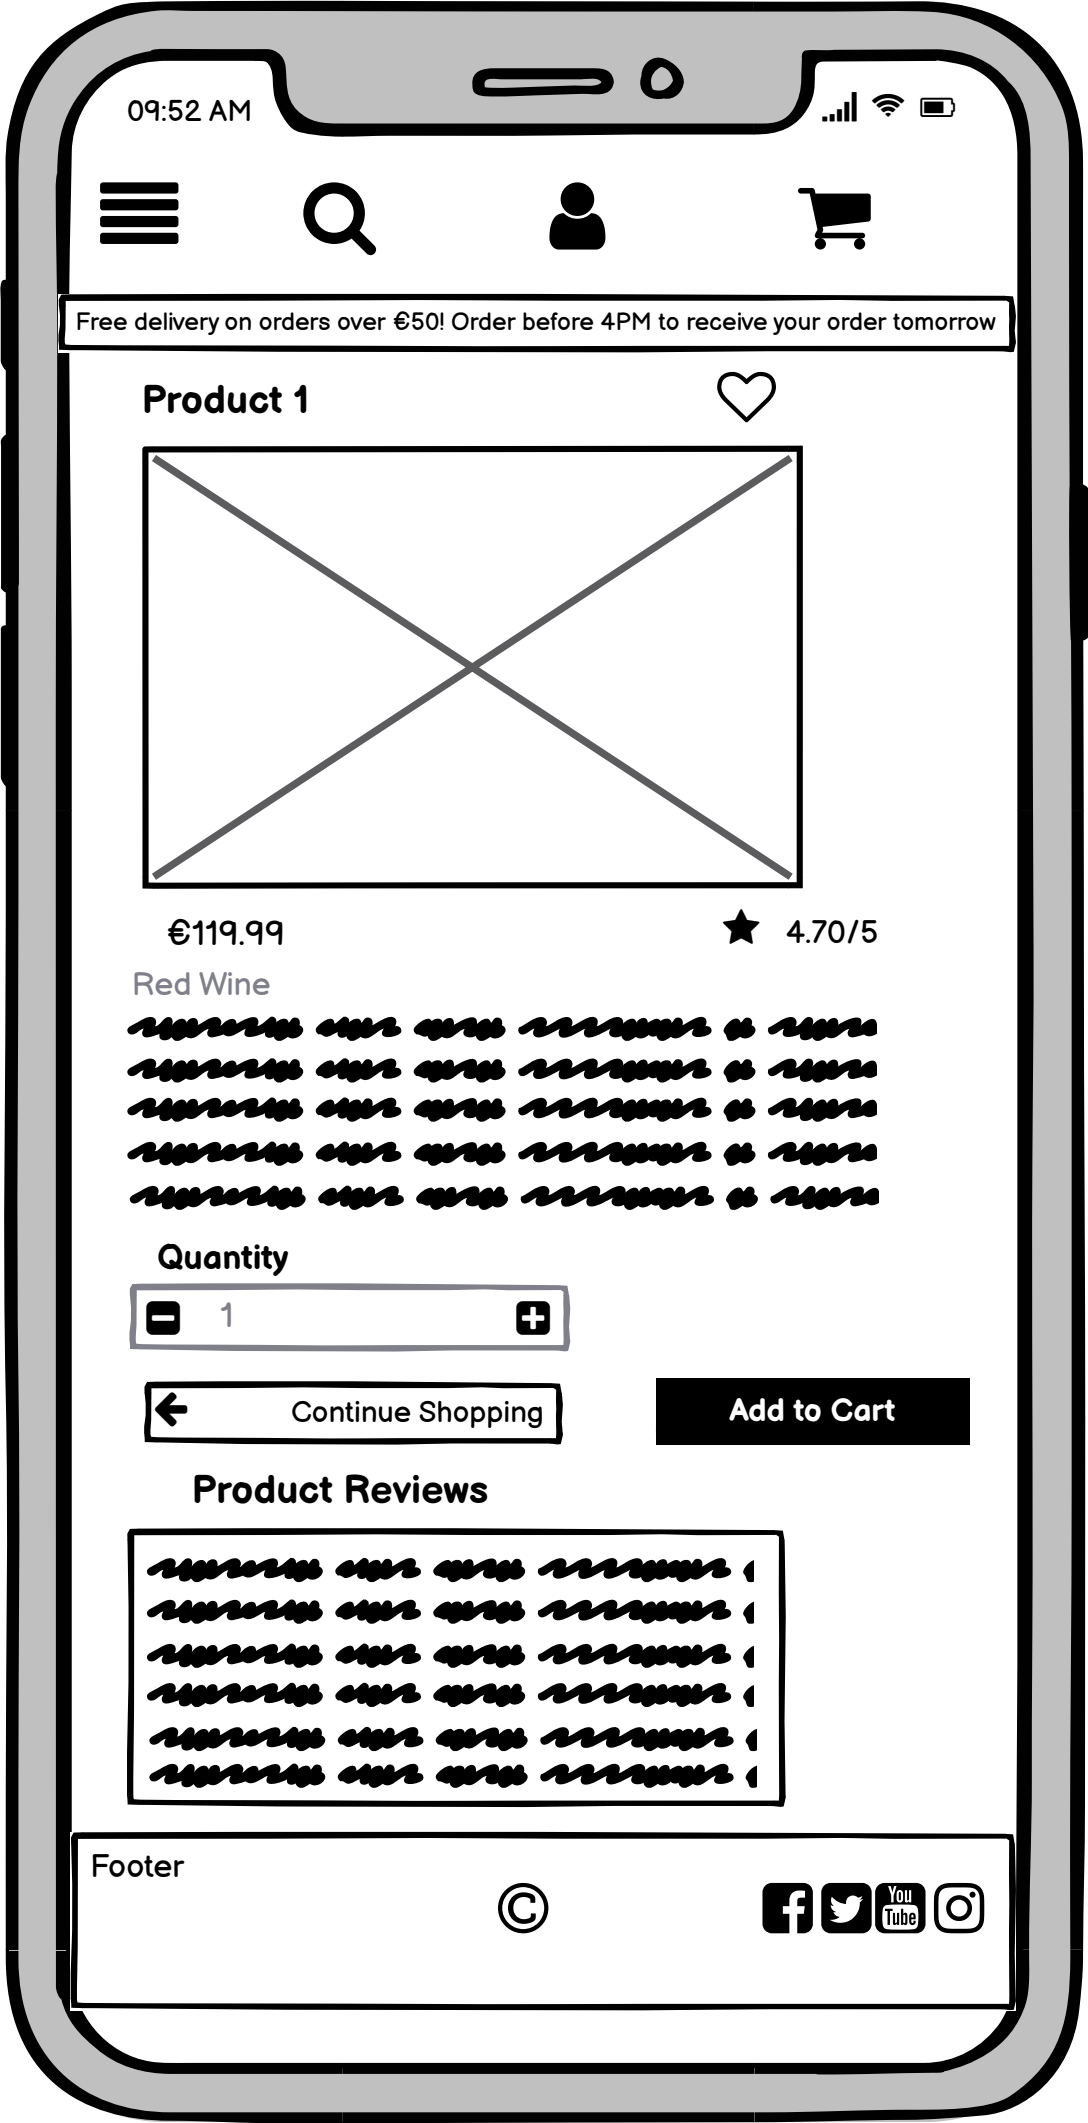 09:52 AM
Free delivery on orders over €50! Order before 4PM to receive your order tomorrow
Product 1
€119.99 4.70/5
Red Wine
Quantity
1
Continue Shopping Add to Cart
Product Reviews
Footer
© You Tube